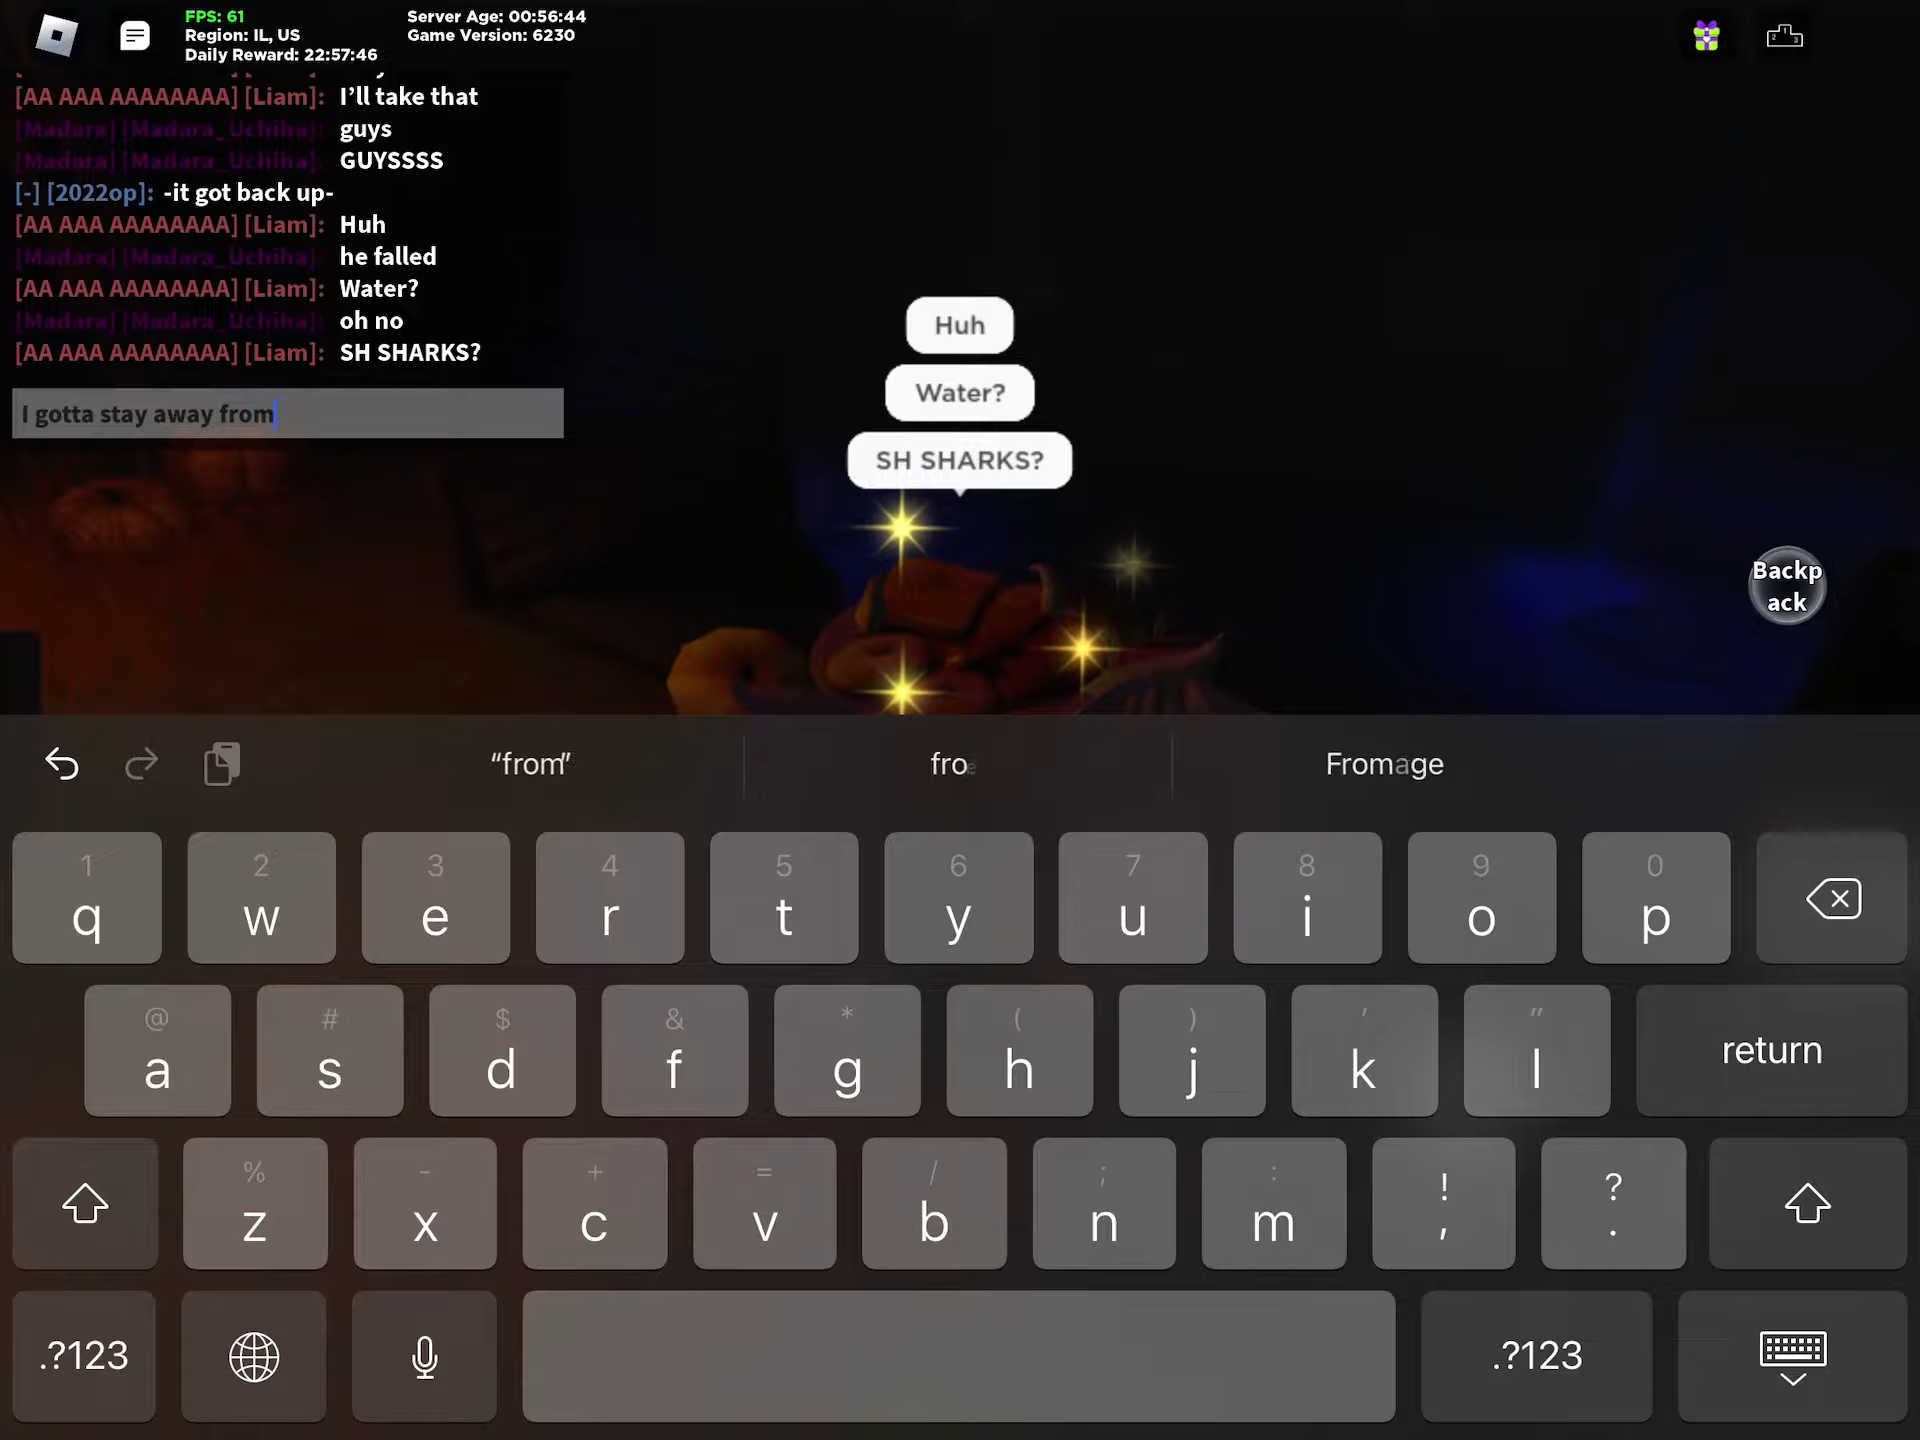 FPS: 61
Region: IL, US
Daily Reward: 22:57:46
Server Age: 00:56:44
Game Version: 6230
[AA AAA AAAAAAAA] [Liam]: I’ll take that
[Madara] [Madara_Uchiha]: guys
[Madara] [Madara_Uchiha]: GUYSSSS
[-] [2022op]: -it got back up-
[AA AAA AAAAAAAA] [Liam]: Huh
[Madara] [Madara_Uchiha]: he falled
[AA AAA AAAAAAAA] [Liam]: Water?
[Madara] [Madara_Uchiha]: oh no
[AA AAA AAAAAAAA] [Liam]: SH SHARKS?
I gotta stay away from
Huh
Water?
SH SHARKS?
Backp
ack
“from” fro Fromage
1 2 3 4 5 6 7 8 9 0
q w e r t y u i o p
@ # $ & * ( ) ' "
a s d f g h j k l return
% - + = / ; : ! ?
z x c v b n m , .
.?123 .?123